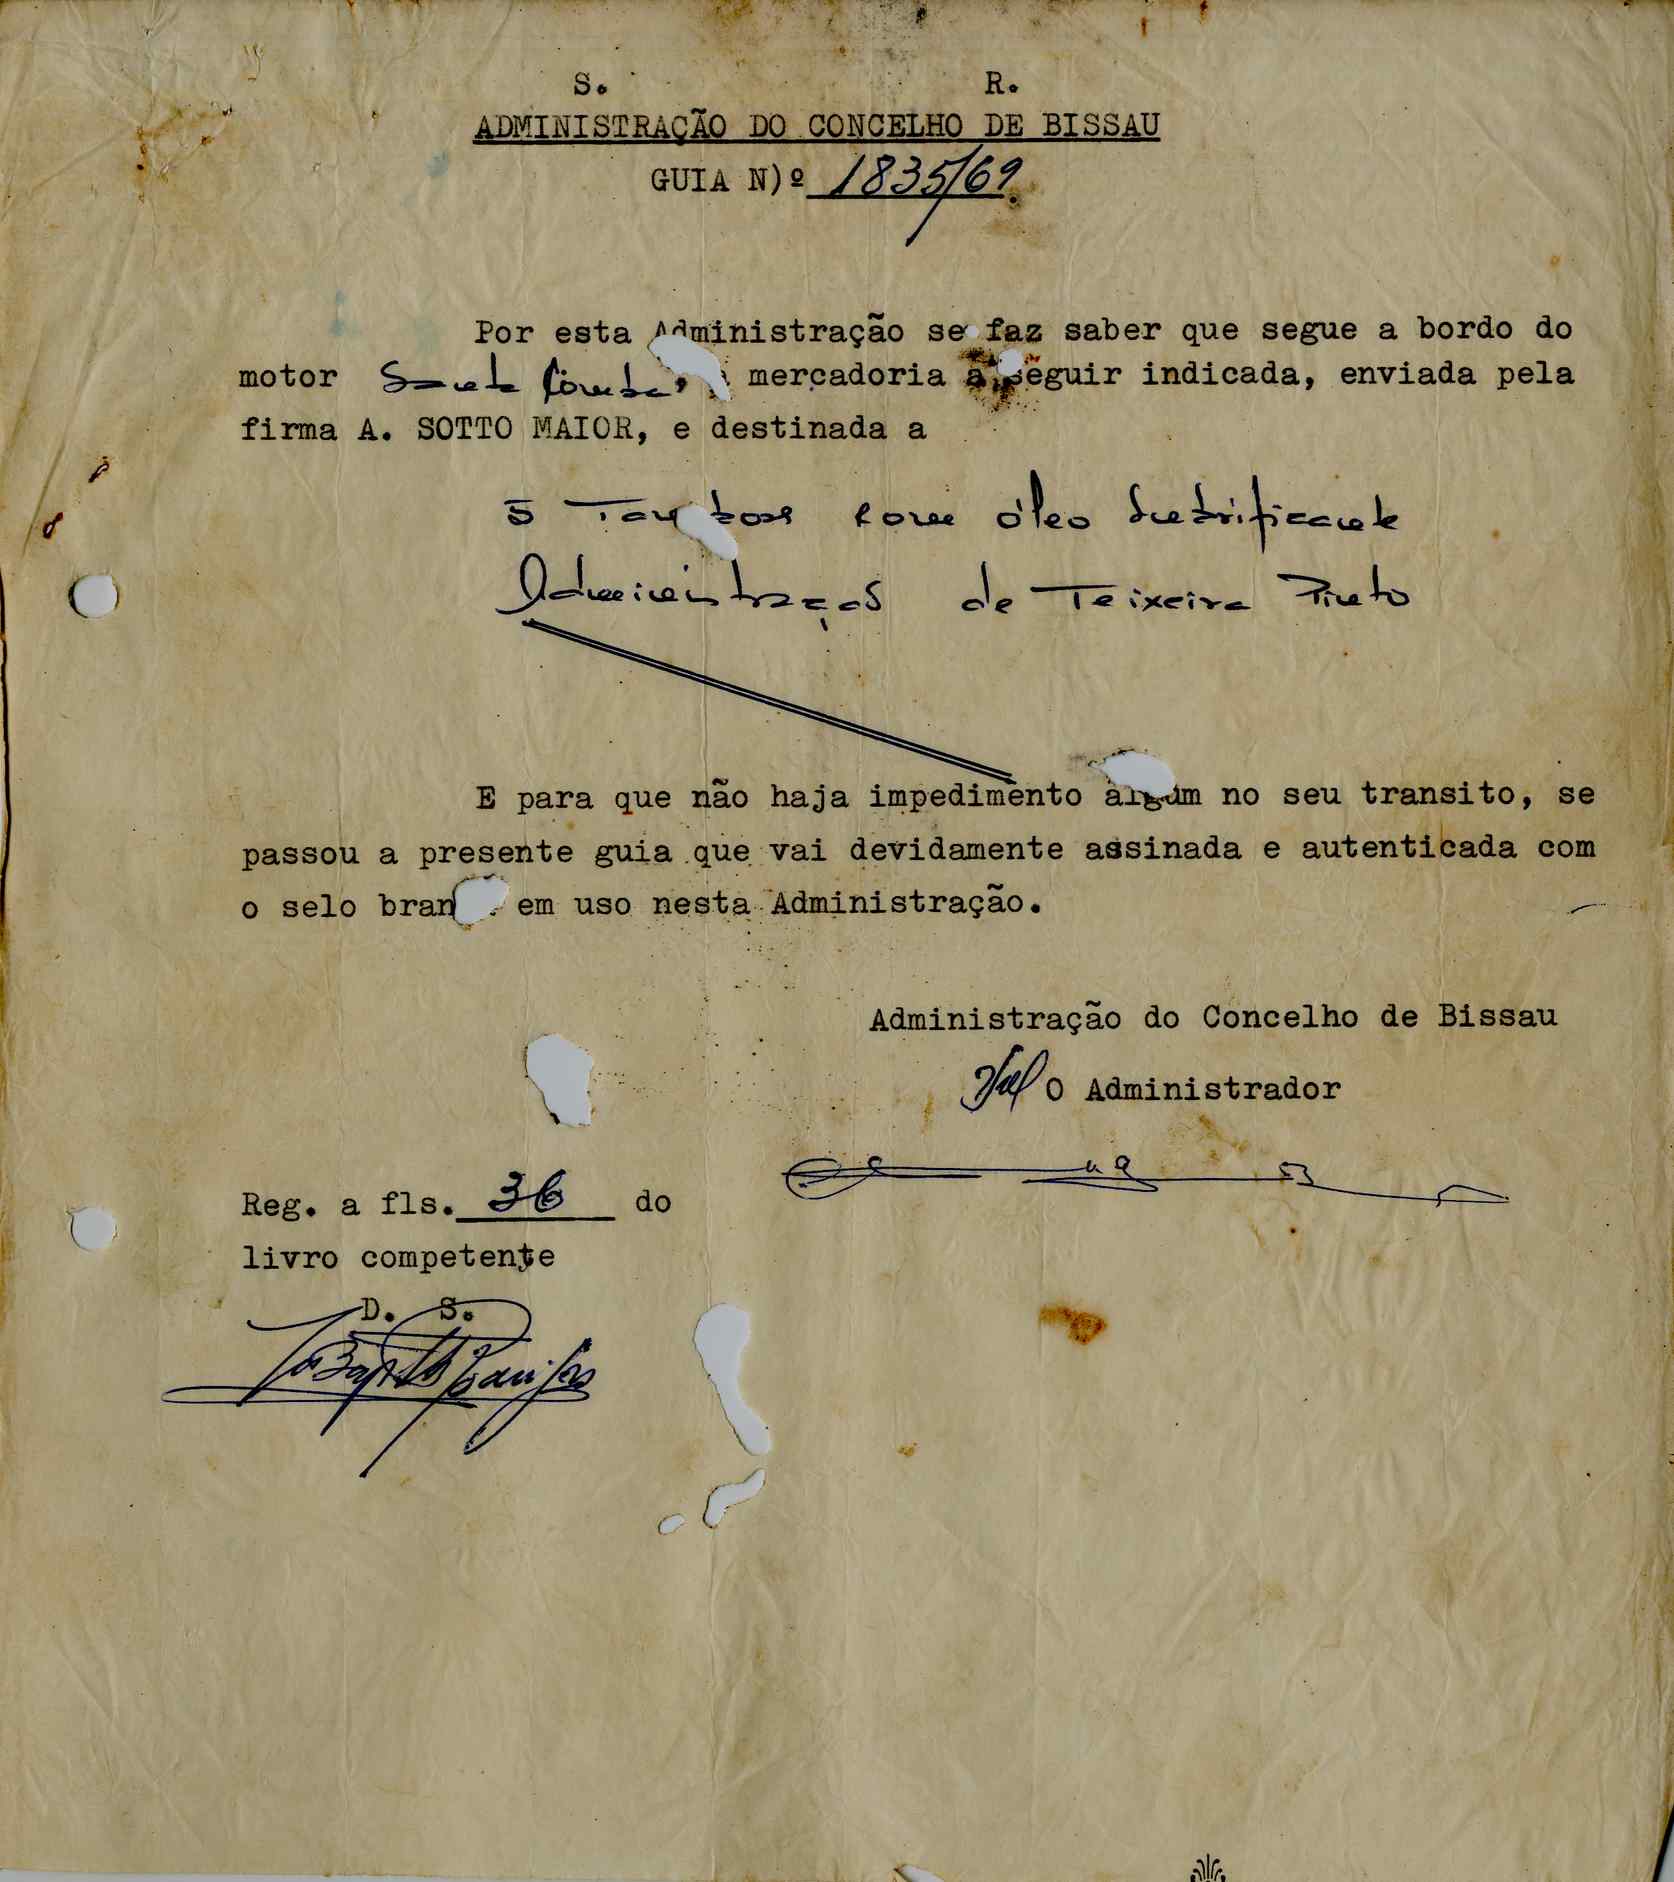 S. R.
ADMINISTRAÇÃO DO CONCELHO DE BISSAU
GUIA N)º 1835/69.
Por esta Administração se faz saber que segue a bordo do
motor Santa Comba, a mercadoria a seguir indicada, enviada pela
firma A. SOTTO MAIOR, e destinada a
5 Tambores com óleo lubrificante
Administração de Teixeira Pinto
E para que não haja impedimento algum no seu transito, se
passou a presente guia que vai devidamente assinada e autenticada com
o selo bran em uso nesta Administração.
Administração do Concelho de Bissau
O Administrador
Reg. a fls. 36 do
livro competente
D. S.